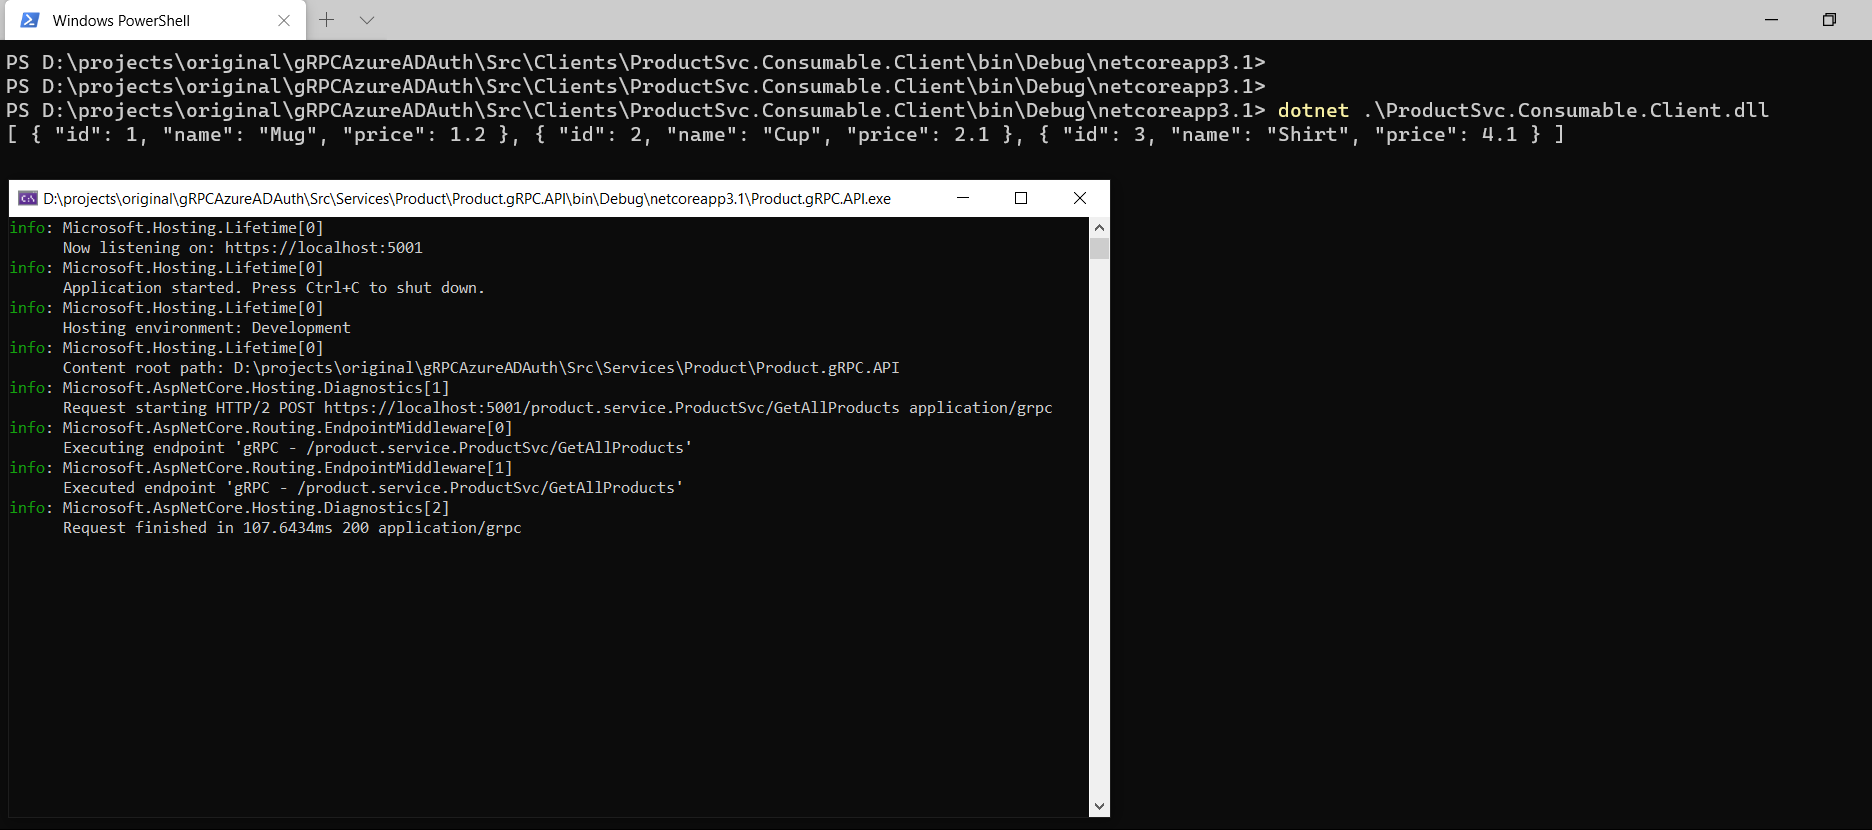 Windows PowerShell
PS D:\projects\original\gRPCAzureADAuth\Src\Clients\ProductSvc.Consumable.Client\bin\Debug\netcoreapp3.1>
PS D:\projects\original\gRPCAzureADAuth\Src\Clients\ProductSvc.Consumable.Client\bin\Debug\netcoreapp3.1>
PS D:\projects\original\gRPCAzureADAuth\Src\Clients\ProductSvc.Consumable.Client\bin\Debug\netcoreapp3.1> dotnet .\ProductSvc.Consumable.Client.dll
[ { "id": 1, "name": "Mug", "price": 1.2 }, { "id": 2, "name": "Cup", "price": 2.1 }, { "id": 3, "name": "Shirt", "price": 4.1 } ]
D:\projects\original\gRPCAzureADAuth\Src\Services\Product\Product.gRPC.API\bin\Debug\netcoreapp3.1\Product.gRPC.API.exe
info: Microsoft.Hosting.Lifetime[0]
Now listening on: https://localhost:5001
info: Microsoft.Hosting.Lifetime[0]
Application started. Press Ctrl+C to shut down.
info: Microsoft.Hosting.Lifetime[0]
Hosting environment: Development
info: Microsoft.Hosting.Lifetime[0]
Content root path: D:\projects\original\gRPCAzureADAuth\Src\Services\Product\Product.gRPC.API
info: Microsoft.AspNetCore.Hosting.Diagnostics[1]
Request starting HTTP/2 POST https://localhost:5001/product.service.ProductSvc/GetAllProducts application/grpc
info: Microsoft.AspNetCore.Routing.EndpointMiddleware[0]
Executing endpoint 'gRPC - /product.service.ProductSvc/GetAllProducts'
info: Microsoft.AspNetCore.Routing.EndpointMiddleware[1]
Executed endpoint 'gRPC - /product.service.ProductSvc/GetAllProducts'
info: Microsoft.AspNetCore.Hosting.Diagnostics[2]
Request finished in 107.6434ms 200 application/grpc